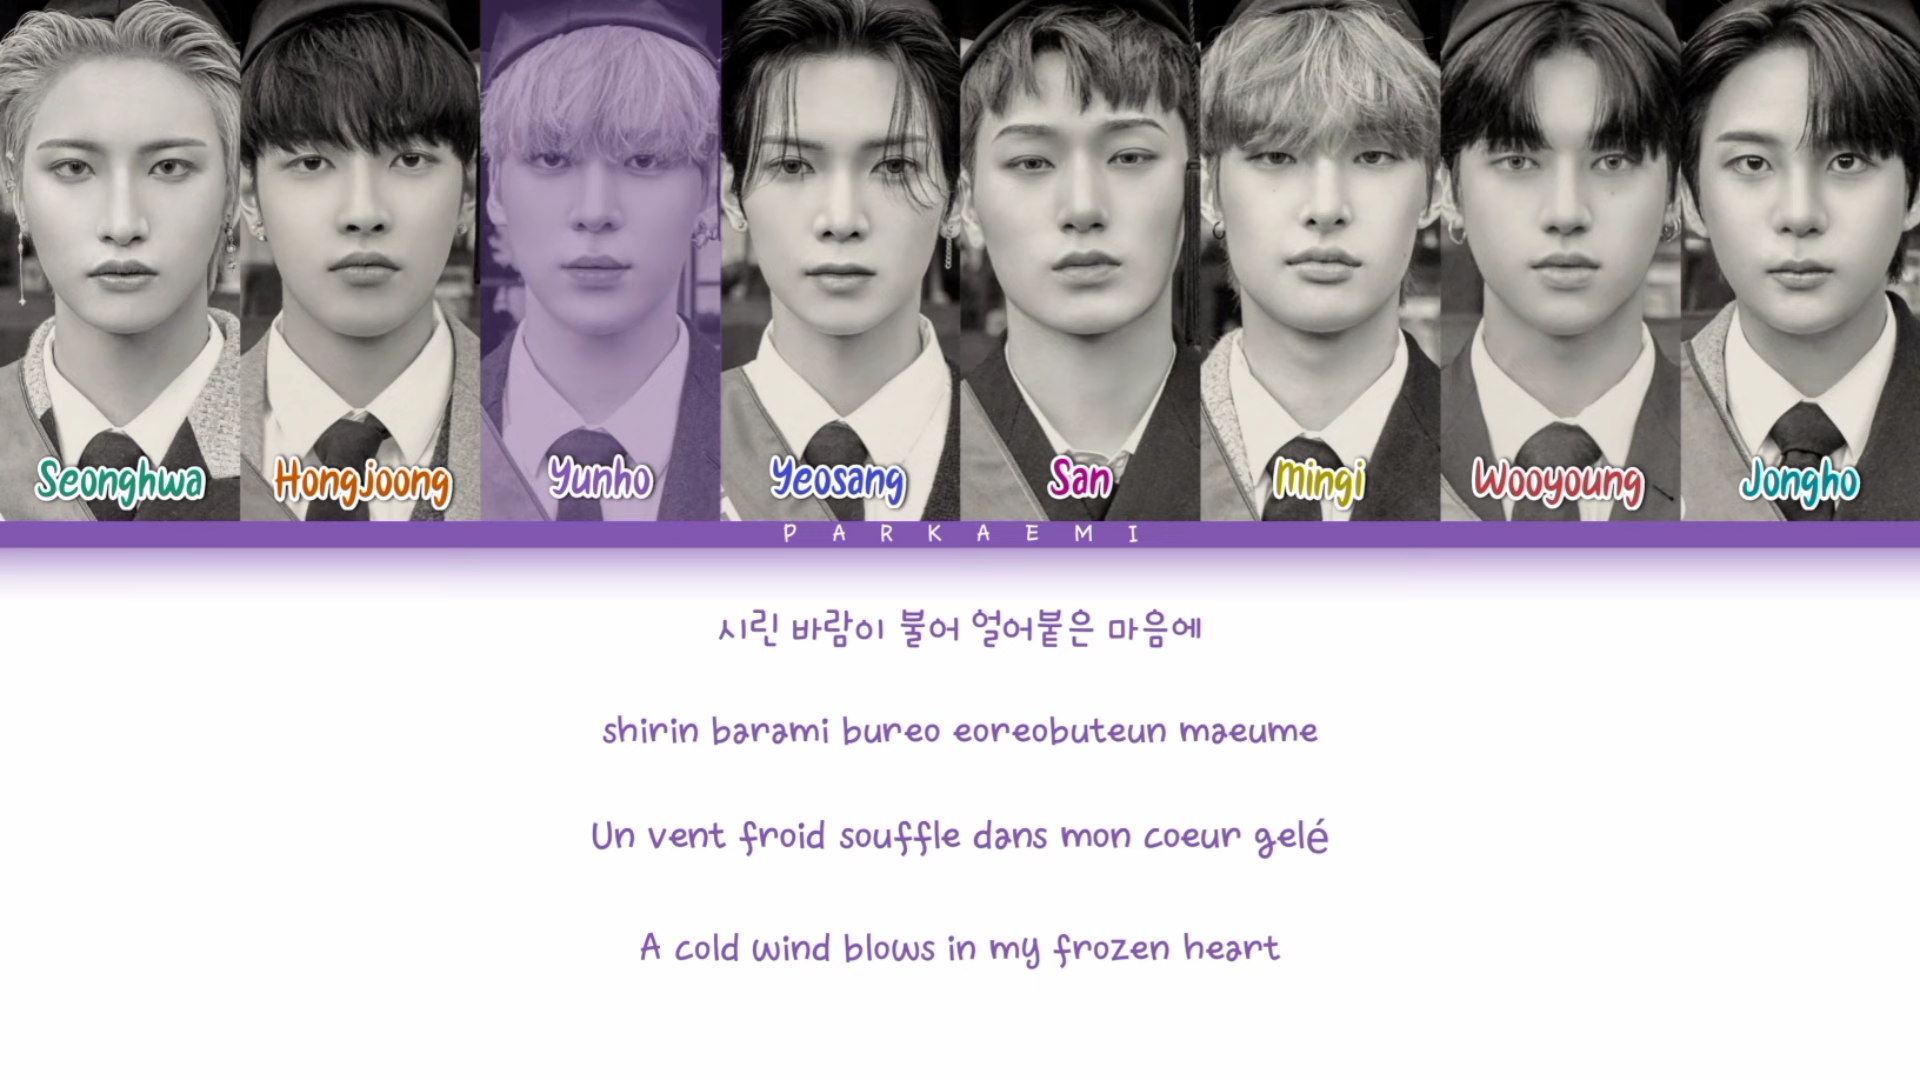 Seonghwa Hongjoong Yunho Yeosang San Mingi Wooyoung Jongho
PARKAEMI
시린 바람이 불어 얼어붙은 마음에
shirin barami bureo eoreobuteun maeume
Un vent froid souffle dans mon coeur gelé
A cold wind blows in my frozen heart